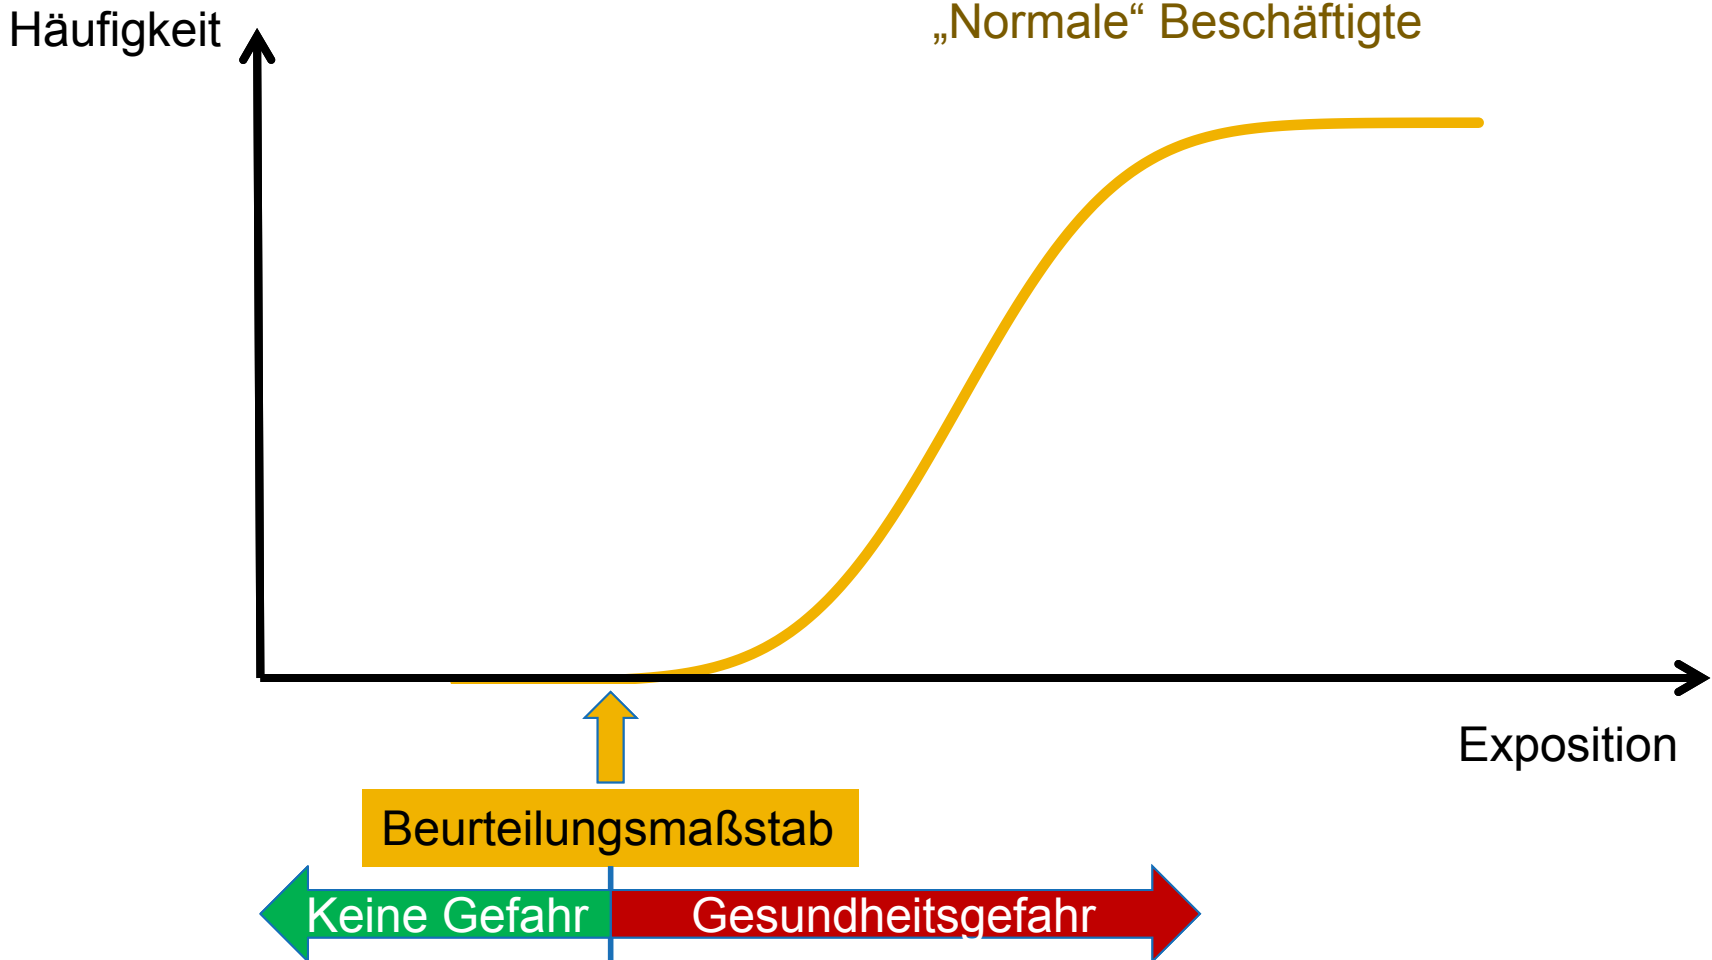 Häufigkeit
„Normale“ Beschäftigte
Exposition
Beurteilungsmaßstab
Keine Gefahr
Gesundheitsgefahr